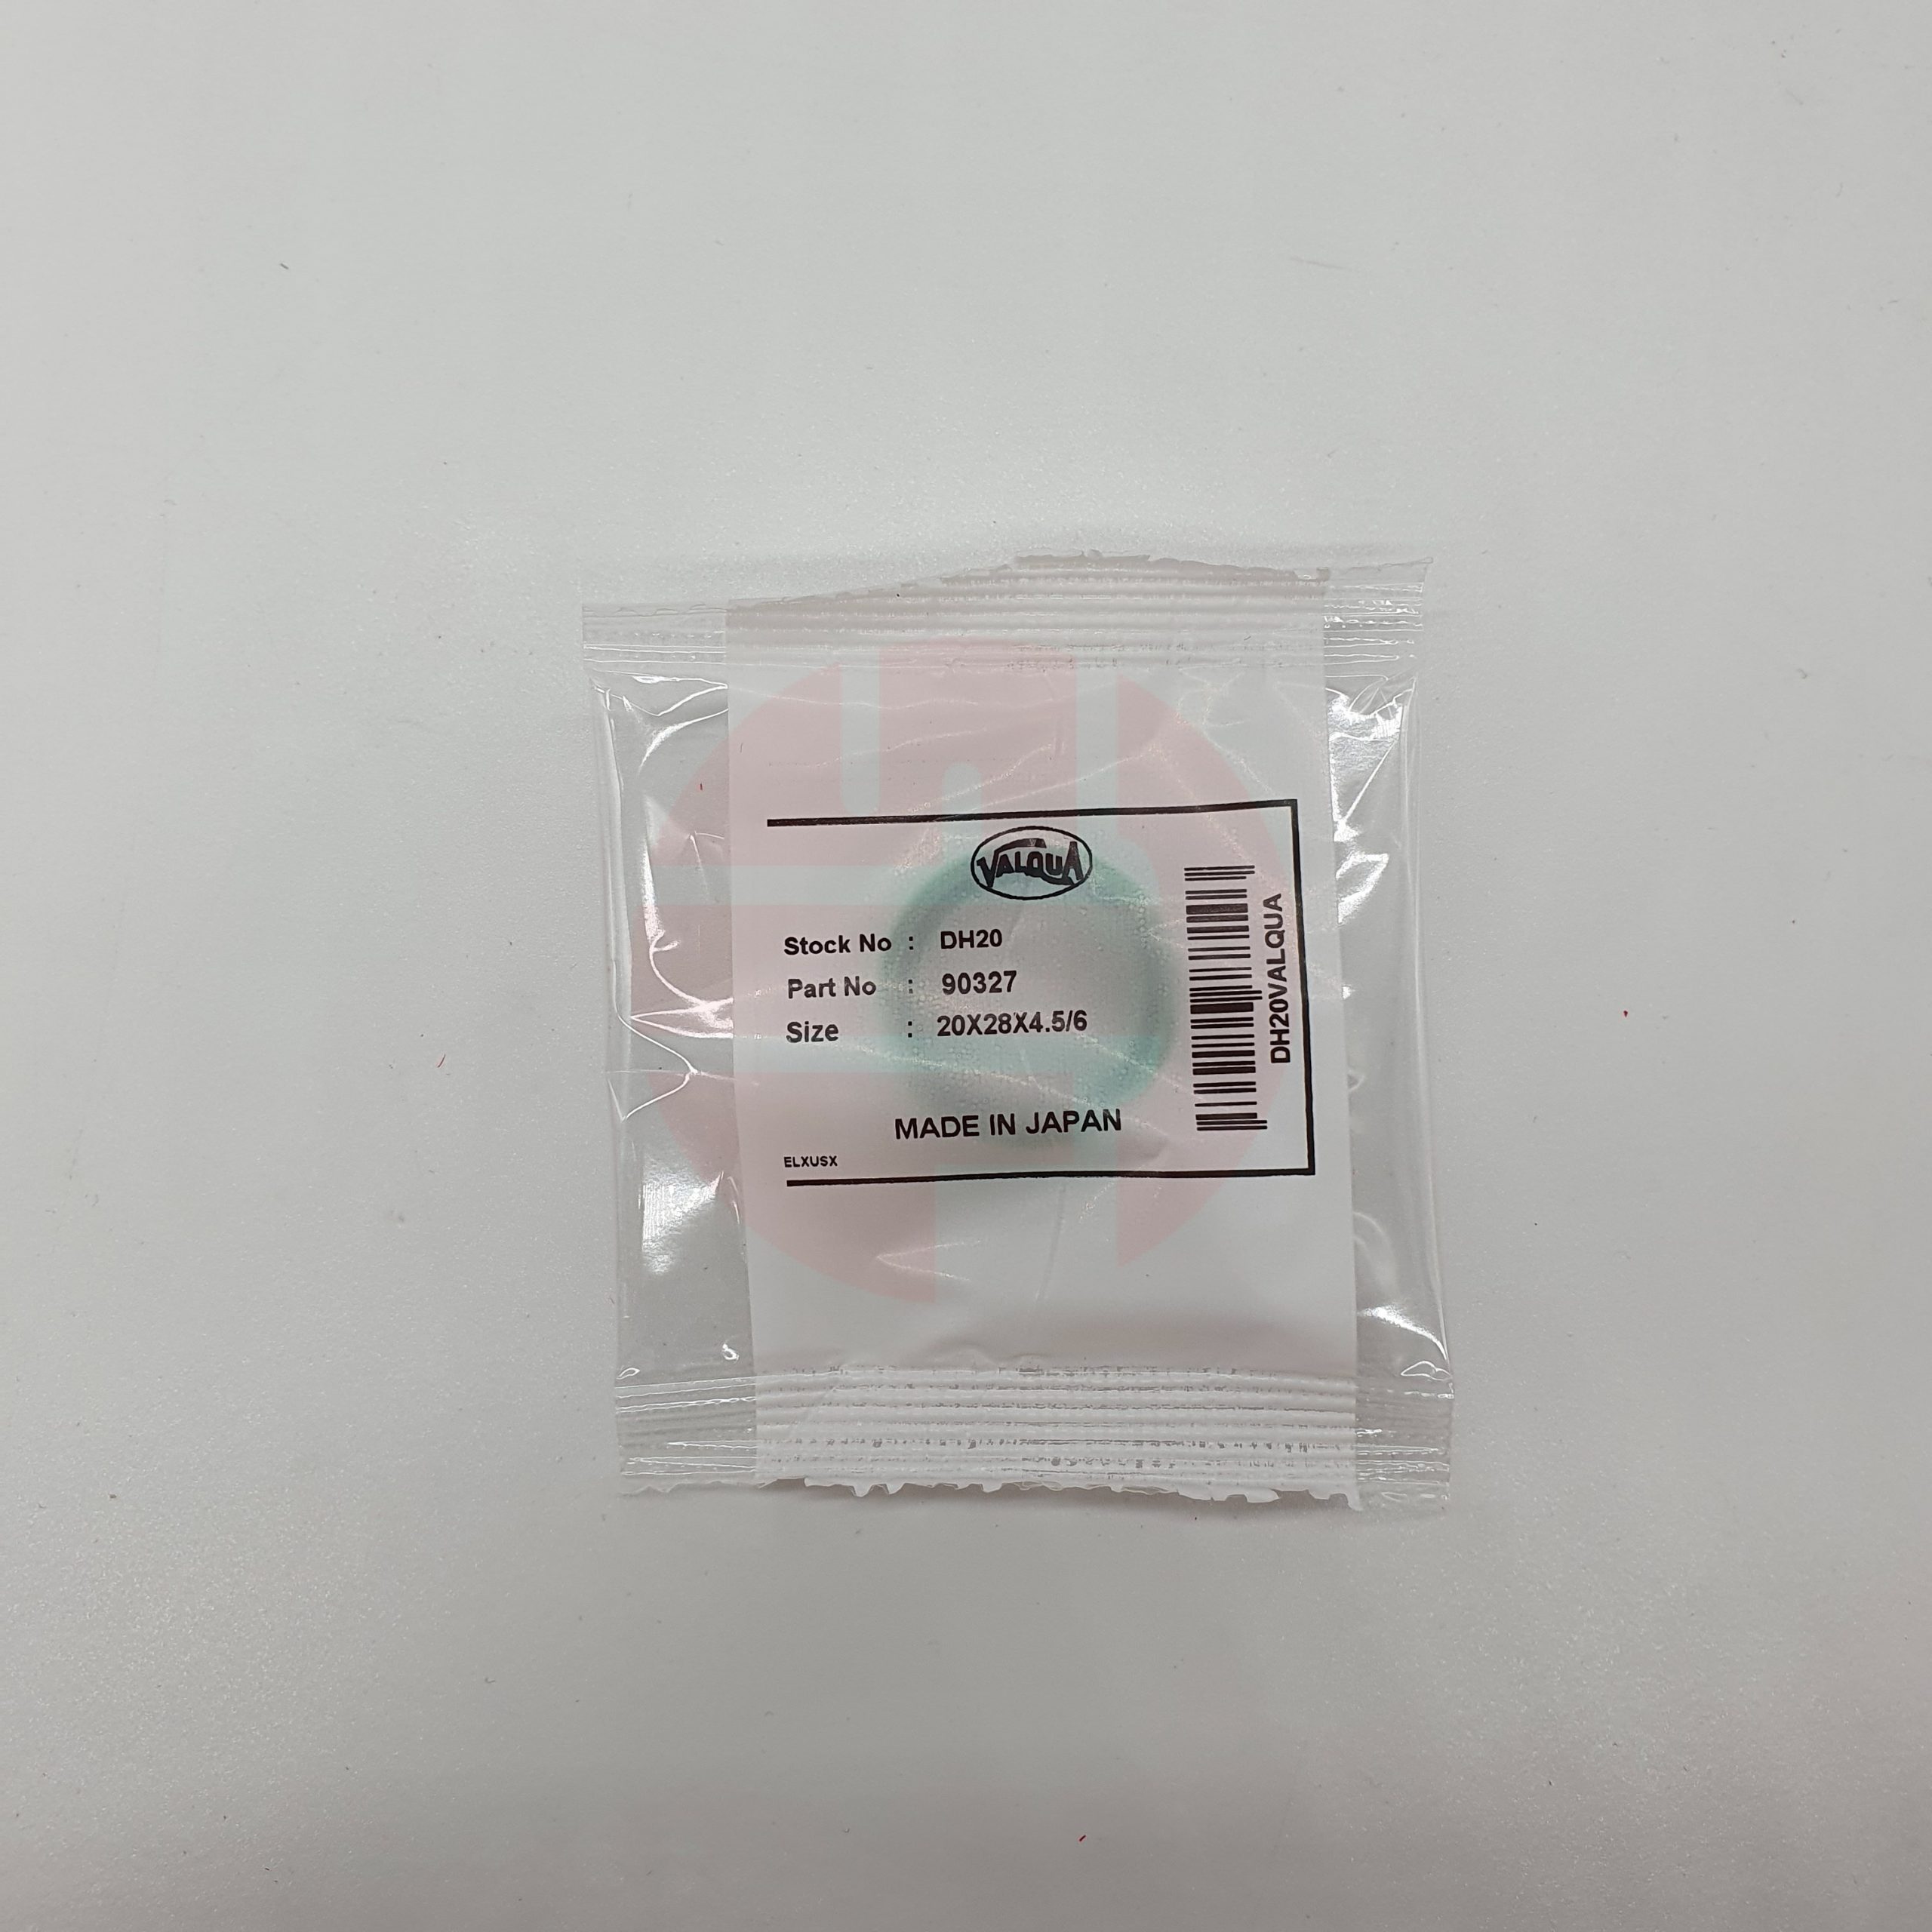 VALQUA
Stock No : DH20
Part No : 90327
Size : 20X28X4.5/6
MADE IN JAPAN
ELXUSX
DH20VALQUA